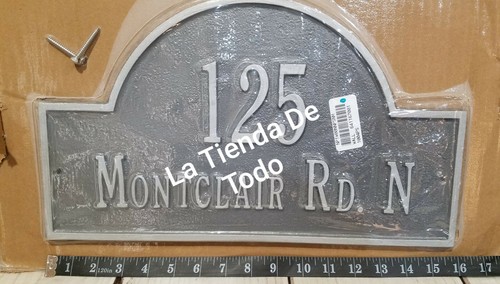 125
La Tienda De
Todo
MONTCLAIR RD N
1 2 3 4 5 6 7 8 9 10 11 12 13 14 15 16 17